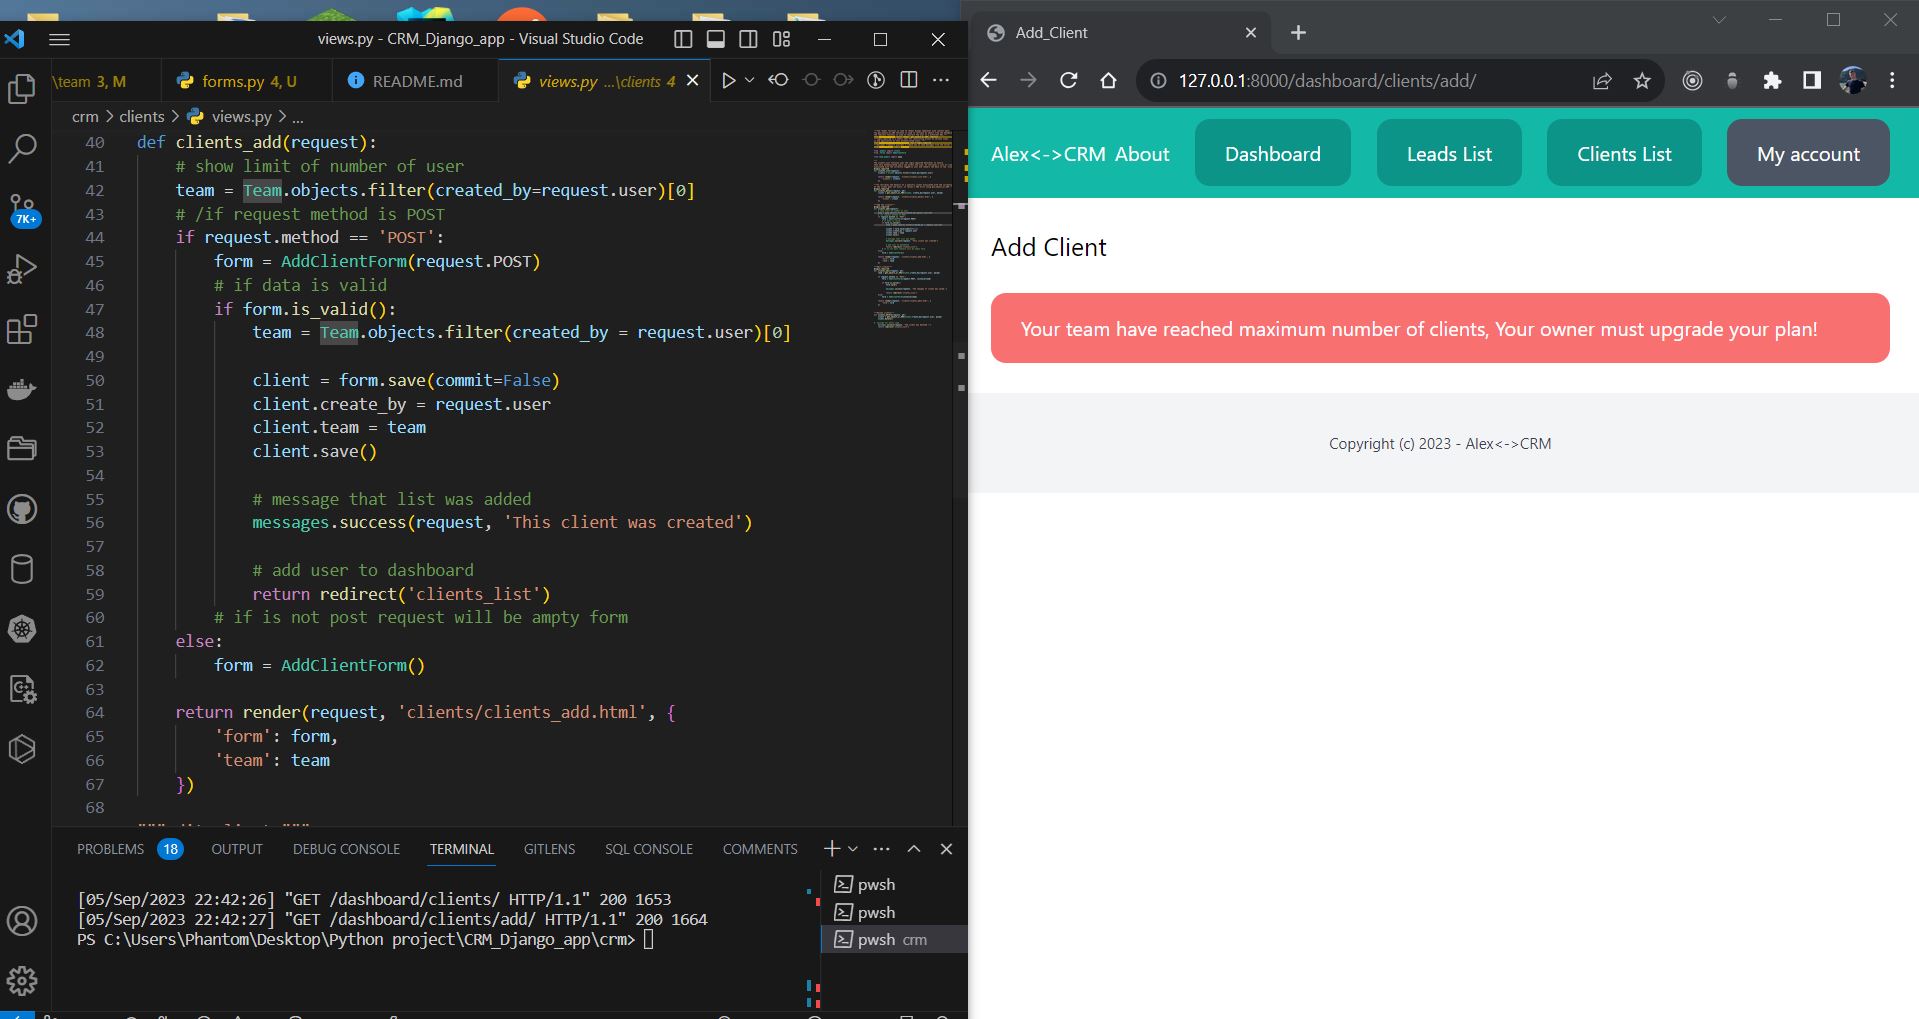 views.py - CRM_Django_app - Visual Studio Code
\team 3, M
forms.py 4, U
README.md
views.py ...\clients 4
crm > clients > views.py > ...
7K+
40 def clients_add(request):
41 # show limit of number of user
42 team = Team.objects.filter(created_by=request.user)[0]
43 # /if request method is POST
44 if request.method == 'POST':
45 form = AddClientForm(request.POST)
46 # if data is valid
47 if form.is_valid():
48 team = Team.objects.filter(created_by = request.user)[0]
49
50 client = form.save(commit=False)
51 client.create_by = request.user
52 client.team = team
53 client.save()
54
55 # message that list was added
56 messages.success(request, 'This client was created')
57
58 # add user to dashboard
59 return redirect('clients_list')
60 # if is not post request will be ampty form
61 else:
62 form = AddClientForm()
63
64 return render(request, 'clients/clients_add.html', {
65 'form': form,
66 'team': team
67 })
68
PROBLEMS 18 OUTPUT DEBUG CONSOLE TERMINAL GITLENS SQL CONSOLE COMMENTS
[05/Sep/2023 22:42:26] "GET /dashboard/clients/ HTTP/1.1" 200 1653
[05/Sep/2023 22:42:27] "GET /dashboard/clients/add/ HTTP/1.1" 200 1664
PS C:\Users\Phantom\Desktop\Python project\CRM_Django_app\crm>
pwsh
pwsh
pwsh crm
Add_Client
127.0.0.1:8000/dashboard/clients/add/
Alex<->CRM About Dashboard Leads List Clients List My account
Add Client
Your team have reached maximum number of clients, Your owner must upgrade your plan!
Copyright (c) 2023 - Alex<->CRM